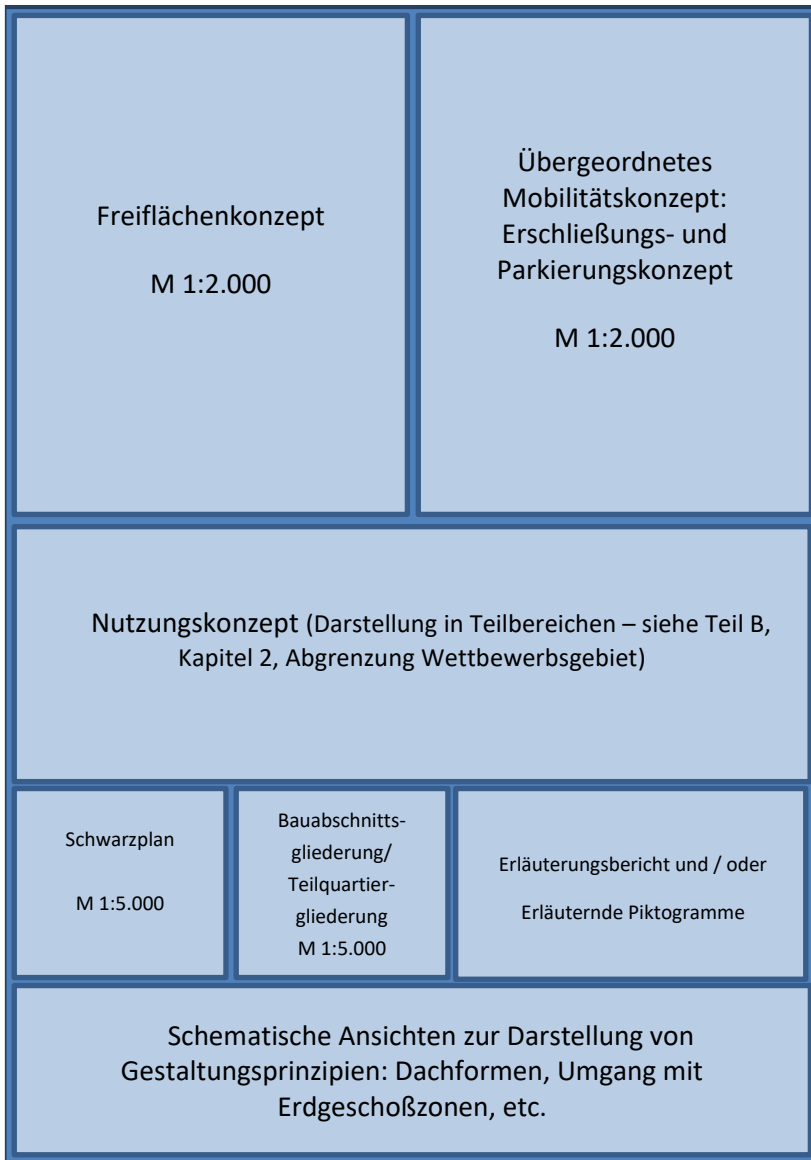 Freiflächenkonzept
M 1:2.000
Übergeordnetes
Mobilitätskonzept:
Erschließungs- und
Parkierungskonzept
M 1:2.000
Nutzungskonzept (Darstellung in Teilbereichen – siehe Teil B,
Kapitel 2, Abgrenzung Wettbewerbsgebiet)
Schwarzplan
M 1:5.000
Bauabschnitts-
gliederung/
Teilquartier-
gliederung
M 1:5.000
Erläuterungsbericht und / oder
Erläuternde Piktogramme
Schematische Ansichten zur Darstellung von
Gestaltungsprinzipien: Dachformen, Umgang mit
Erdgeschoßzonen, etc.